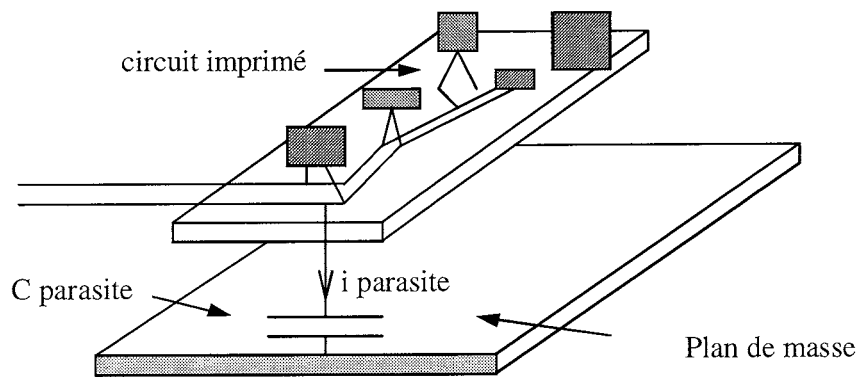 circuit imprimé
i parasite
C parasite
Plan de masse